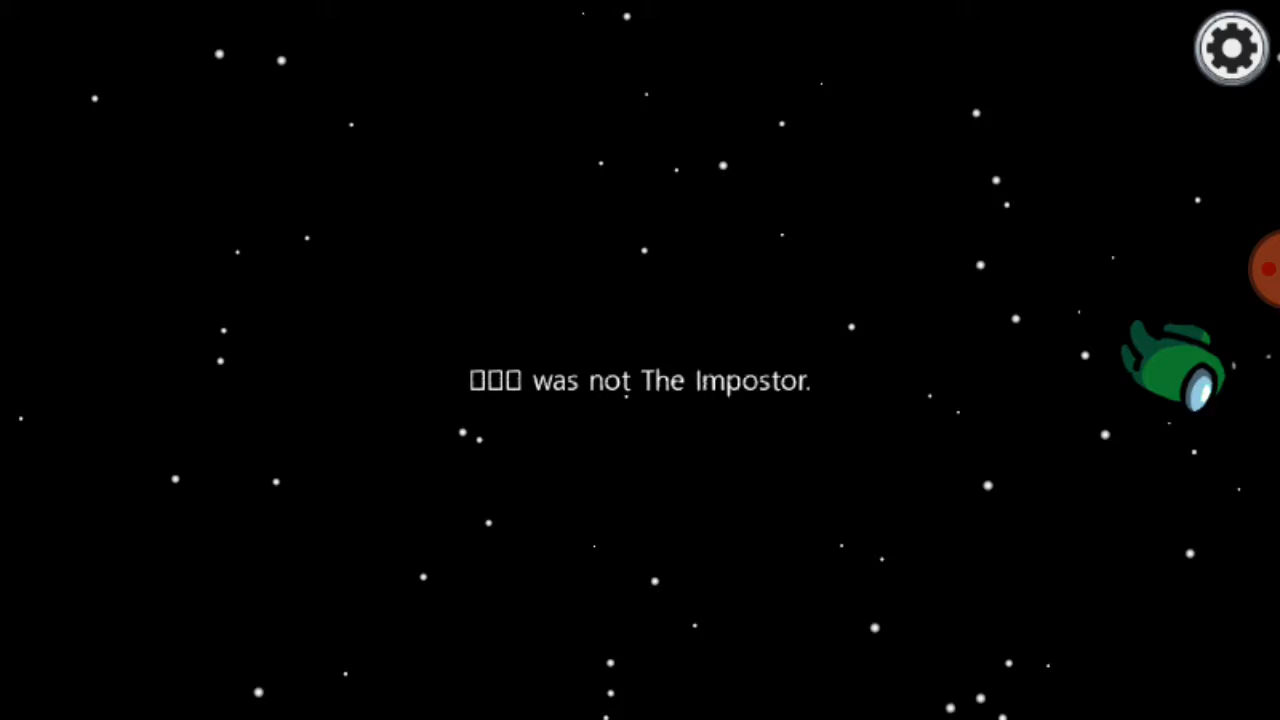 □□□ was not The Impostor.